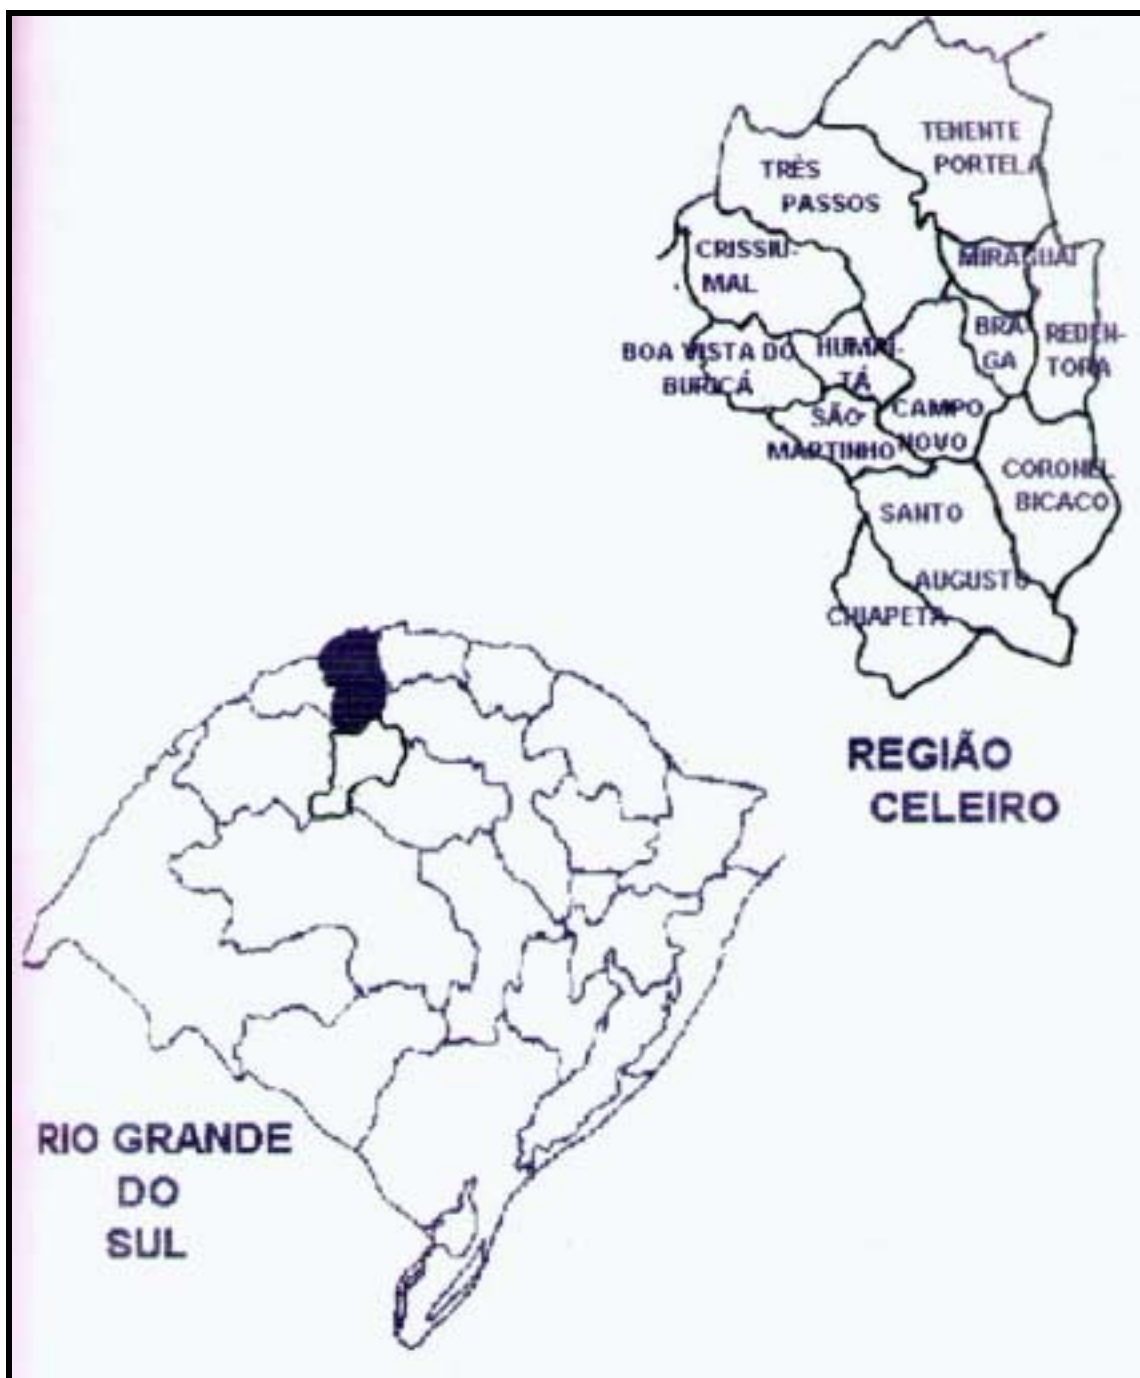 TENENTE
PORTELA
TRÊS
PASSOS
CRISSIU-
MAL
MIRAGUAÍ
BRA
GA
REDEN-
TORA
BOA VISTA DO
BURICÁ
HUMAI-
TÁ
SÃO
MARTINHO
CAMPO
NOVO
CORONEL
BICACO
SANTO
AUGUSTO
CHIAPETA
REGIÃO
CELEIRO
RIO GRANDE
DO
SUL